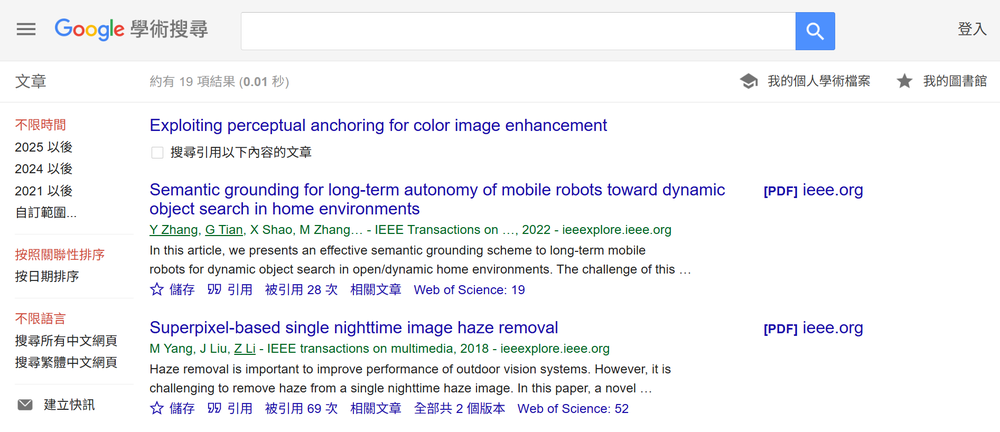 Google 學術搜尋
登入
文章
約有 19 項結果 (0.01 秒)
我的個人學術檔案
我的圖書館
不限時間
2025 以後
2024 以後
2021 以後
自訂範圍...
按照關聯性排序
按日期排序
不限語言
搜尋所有中文網頁
搜尋繁體中文網頁
建立快訊
Exploiting perceptual anchoring for color image enhancement
搜尋引用以下內容的文章
Semantic grounding for long-term autonomy of mobile robots toward dynamic
object search in home environments
[PDF] ieee.org
Y Zhang, G Tian, X Shao, M Zhang… - IEEE Transactions on …, 2022 - ieeexplore.ieee.org
In this article, we presents an effective semantic grounding scheme to long-term mobile
robots for dynamic object search in open/dynamic home environments. The challenge of this …
儲存 引用 被引用 28 次 相關文章 Web of Science: 19
Superpixel-based single nighttime image haze removal
[PDF] ieee.org
M Yang, J Liu, Z Li - IEEE transactions on multimedia, 2018 - ieeexplore.ieee.org
Haze removal is important to improve performance of outdoor vision systems. However, it is
challenging to remove haze from a single nighttime haze image. In this paper, a novel …
儲存 引用 被引用 69 次 相關文章 全部共 2 個版本 Web of Science: 52